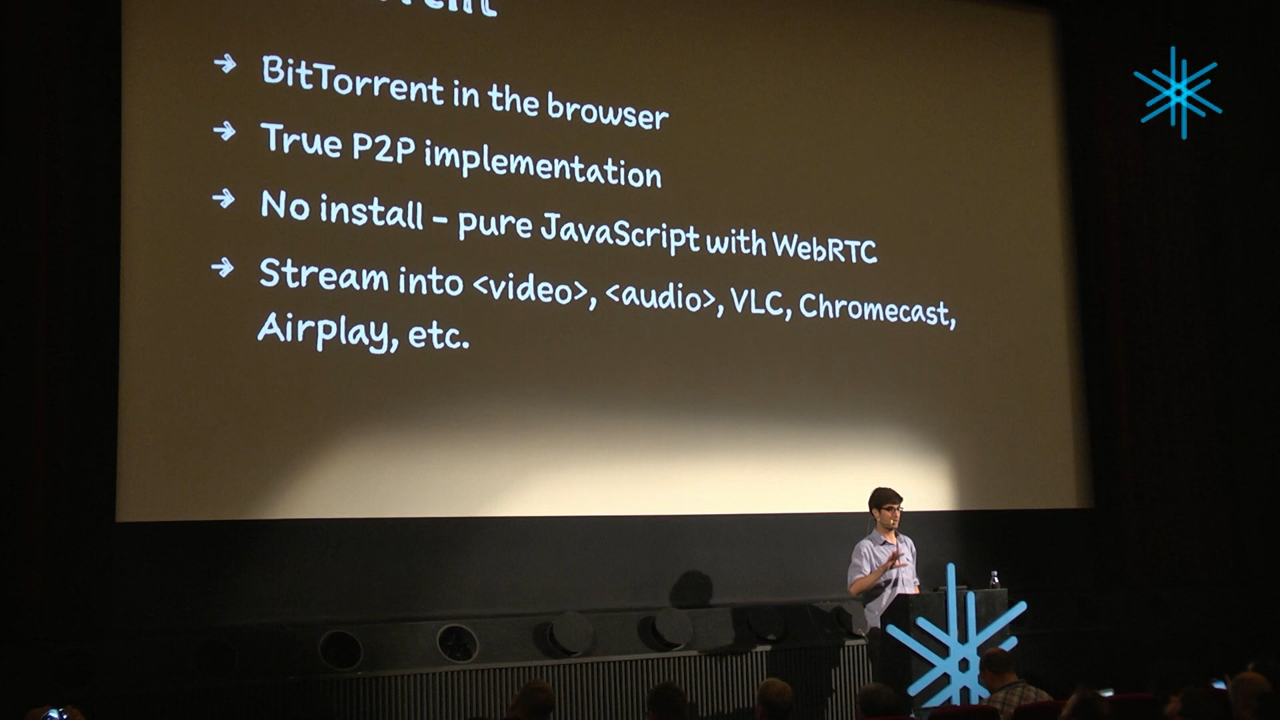 → BitTorrent in the browser
→ True P2P implementation
→ No install – pure JavaScript with WebRTC
→ Stream into <video>, <audio>, VLC, Chromecast,
Airplay, etc.